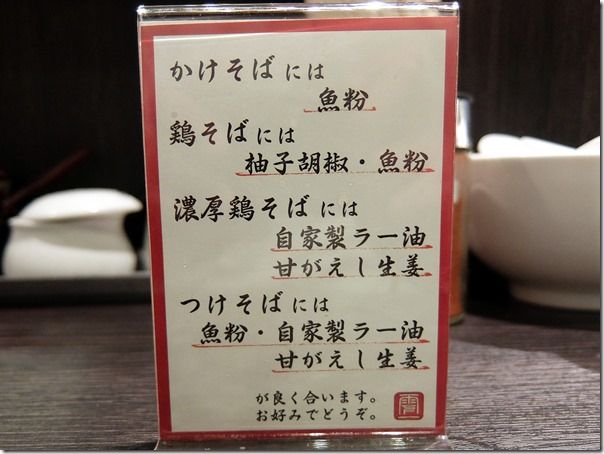 かけそばには
魚粉
鶏そばには
柚子胡椒・魚粉
濃厚鶏そばには
自家製ラー油
甘がえし生姜
つけそばには
魚粉・自家製ラー油
甘がえし生姜
が良く合います。
お好みでどうぞ。